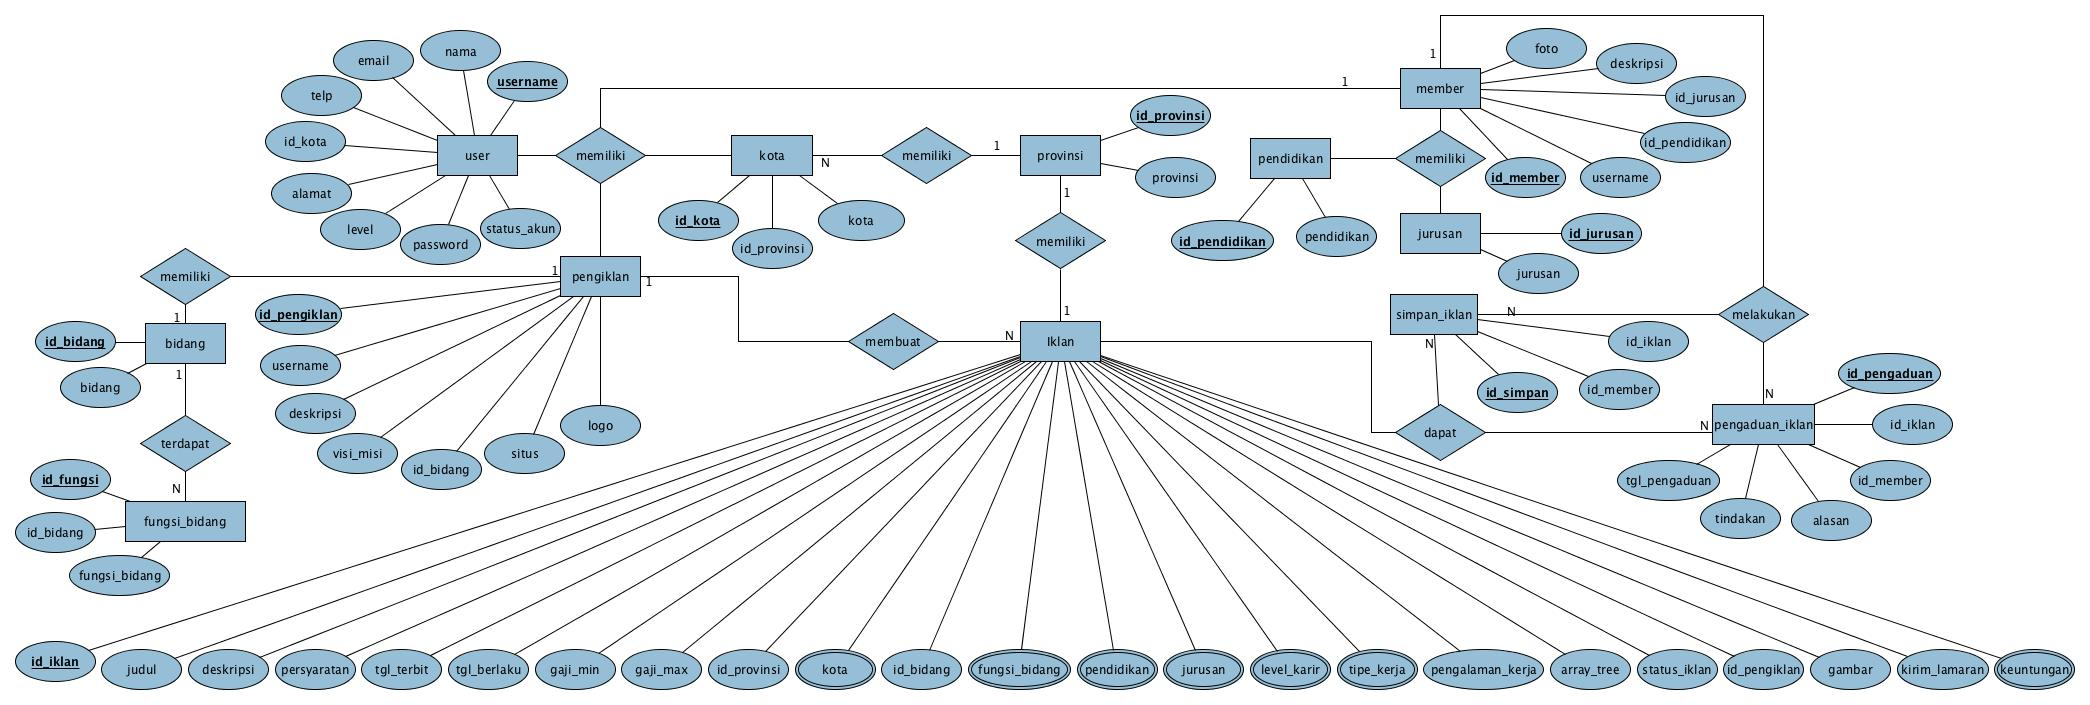 nama
foto
1
email
deskripsi
username
1
member
telp
id_jurusan
id_provinsi
id_kota
id_pendidikan
1
user
memiliki
kota
N
memiliki
provinsi
pendidikan
memiliki
provinsi
id_member
username
alamat
1
level
status_akun
id_kota
kota
password
id_provinsi
memiliki
id_pendidikan
pendidikan
jurusan
id_jurusan
jurusan
memiliki
1
pengiklan
1
id_pengiklan
1
1
simpan_iklan
N
melakukan
id_bidang
bidang
membuat
N
Iklan
N
id_iklan
username
1
bidang
id_simpan
id_member
id_pengaduan
N
deskripsi
logo
terdapat
dapat
N
pengaduan_iklan
id_iklan
visi_misi
id_bidang
situs
id_fungsi
N
tgl_pengaduan
id_member
id_bidang
fungsi_bidang
tindakan
alasan
fungsi_bidang
id_iklan
judul
deskripsi
persyaratan
tgl_terbit
tgl_berlaku
gaji_min
gaji_max
id_provinsi
kota
id_bidang
fungsi_bidang
pendidikan
jurusan
level_karir
tipe_kerja
pengalaman_kerja
array_tree
status_iklan
id_pengiklan
gambar
kirim_lamaran
keuntungan